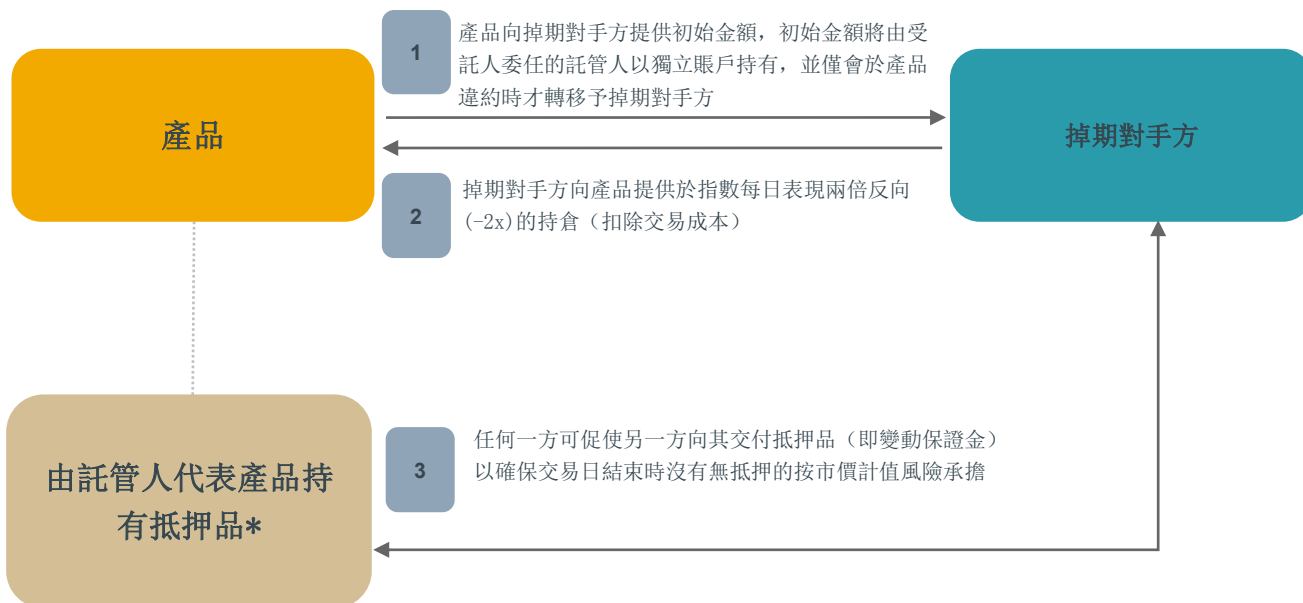 產品
1
產品向掉期對手方提供初始金額，初始金額將由受
託人委任的託管人以獨立賬戶持有，並僅會於產品
違約時才轉移予掉期對手方
掉期對手方
2
掉期對手方向產品提供於指數每日表現兩倍反向
(-2x)的持倉（扣除交易成本）
由託管人代表產品持
有抵押品*
3
任何一方可促使另一方向其交付抵押品（即變動保證金）
以確保交易日結束時沒有無抵押的按市價計值風險承擔